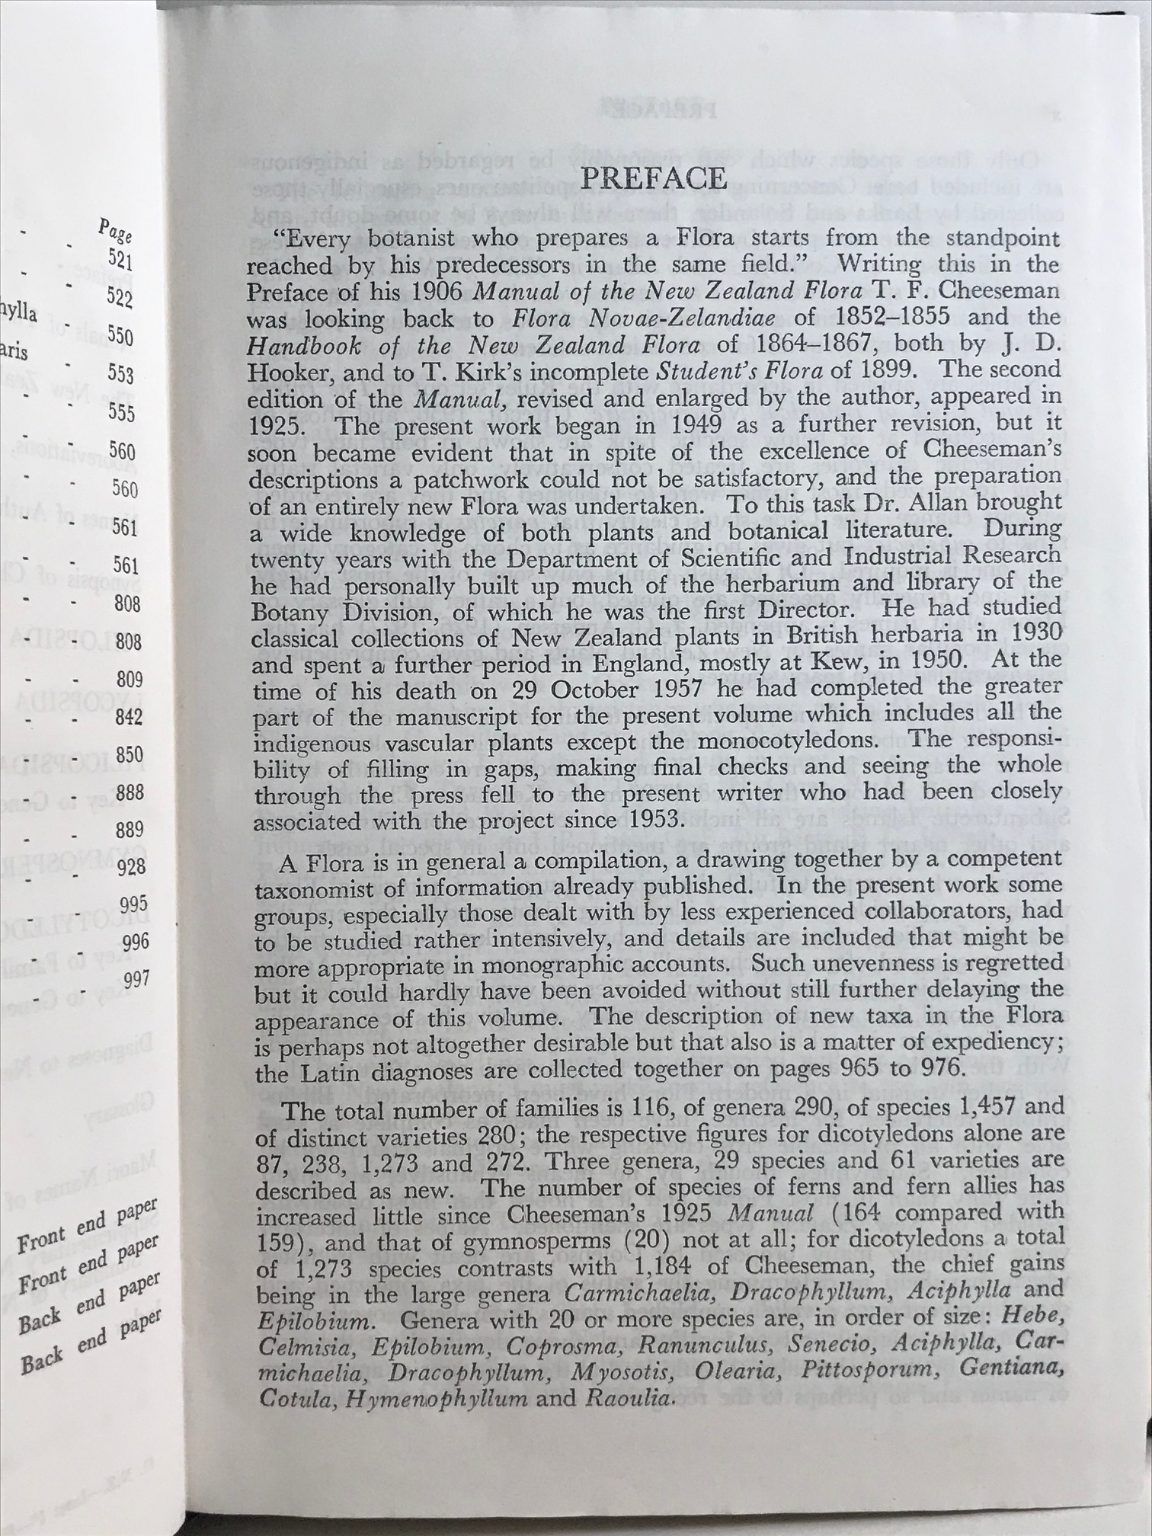 Page
521
522
hylla - 550
aris 553
555
560
560
561
561
808
808
809
842
850
888
889
928
995
996
997
Front end paper
Front end paper
Back end paper
Back end paper
PREFACE
“Every botanist who prepares a Flora starts from the standpoint
reached by his predecessors in the same field.” Writing this in the
Preface of his 1906 Manual of the New Zealand Flora T. F. Cheeseman
was looking back to Flora Novae-Zelandiae of 1852–1855 and the
Handbook of the New Zealand Flora of 1864–1867, both by J. D.
Hooker, and to T. Kirk’s incomplete Student’s Flora of 1899. The second
edition of the Manual, revised and enlarged by the author, appeared in
1925. The present work began in 1949 as a further revision, but it
soon became evident that in spite of the excellence of Cheeseman’s
descriptions a patchwork could not be satisfactory, and the preparation
of an entirely new Flora was undertaken. To this task Dr. Allan brought
a wide knowledge of both plants and botanical literature. During
twenty years with the Department of Scientific and Industrial Research
he had personally built up much of the herbarium and library of the
Botany Division, of which he was the first Director. He had studied
classical collections of New Zealand plants in British herbaria in 1930
and spent a further period in England, mostly at Kew, in 1950. At the
time of his death on 29 October 1957 he had completed the greater
part of the manuscript for the present volume which includes all the
indigenous vascular plants except the monocotyledons. The responsi-
bility of filling in gaps, making final checks and seeing the whole
through the press fell to the present writer who had been closely
associated with the project since 1953.
A Flora is in general a compilation, a drawing together by a competent
taxonomist of information already published. In the present work some
groups, especially those dealt with by less experienced collaborators, had
to be studied rather intensively, and details are included that might be
more appropriate in monographic accounts. Such unevenness is regretted
but it could hardly have been avoided without still further delaying the
appearance of this volume. The description of new taxa in the Flora
is perhaps not altogether desirable but that also is a matter of expediency;
the Latin diagnoses are collected together on pages 965 to 976.
The total number of families is 116, of genera 290, of species 1,457 and
of distinct varieties 280; the respective figures for dicotyledons alone are
87, 238, 1,273 and 272. Three genera, 29 species and 61 varieties are
described as new. The number of species of ferns and fern allies has
increased little since Cheeseman’s 1925 Manual (164 compared with
159), and that of gymnosperms (20) not at all; for dicotyledons a total
of 1,273 species contrasts with 1,184 of Cheeseman, the chief gains
being in the large genera Carmichaelia, Dracophyllum, Aciphylla and
Epilobium. Genera with 20 or more species are, in order of size: Hebe,
Celmisia, Epilobium, Coprosma, Ranunculus, Senecio, Aciphylla, Car-
michaelia, Dracophyllum, Myosotis, Olearia, Pittosporum, Gentiana,
Cotula, Hymenophyllum and Raoulia.